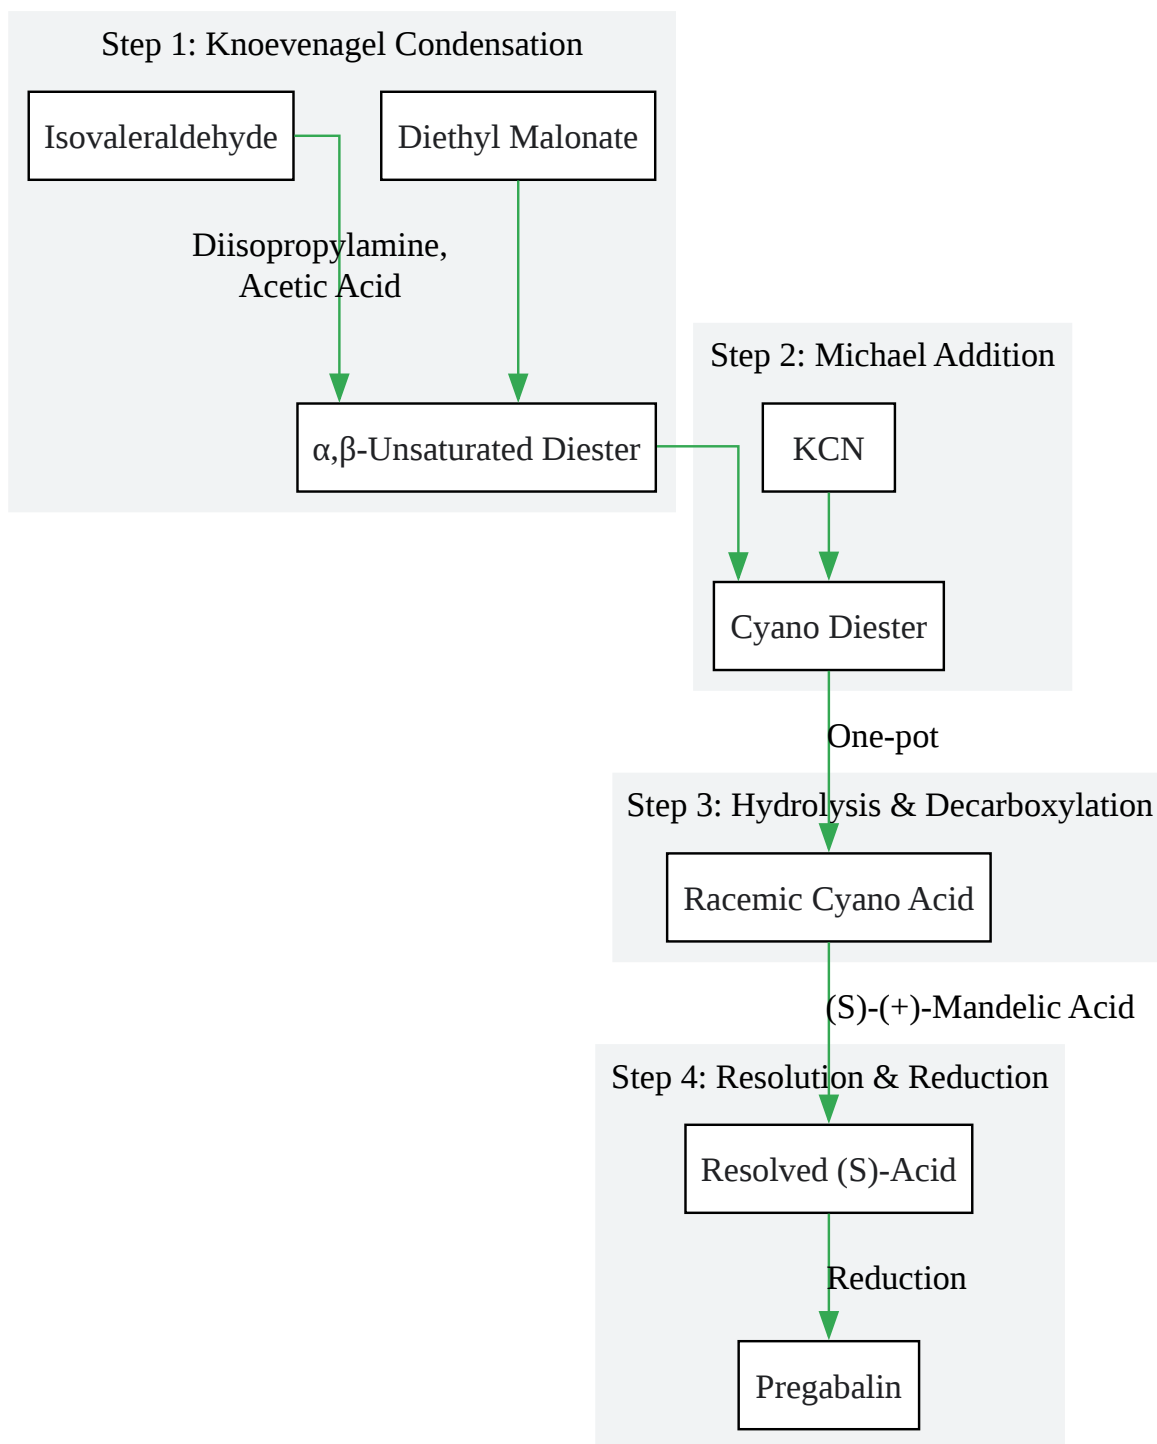 Step 1: Knoevenagel Condensation
Isovaleraldehyde
Diethyl Malonate
Diisopropylamine,
Acetic Acid
α,β-Unsaturated Diester
Step 2: Michael Addition
KCN
Cyano Diester
One-pot
Step 3: Hydrolysis & Decarboxylation
Racemic Cyano Acid
(S)-(+)-Mandelic Acid
Step 4: Resolution & Reduction
Resolved (S)-Acid
Reduction
Pregabalin